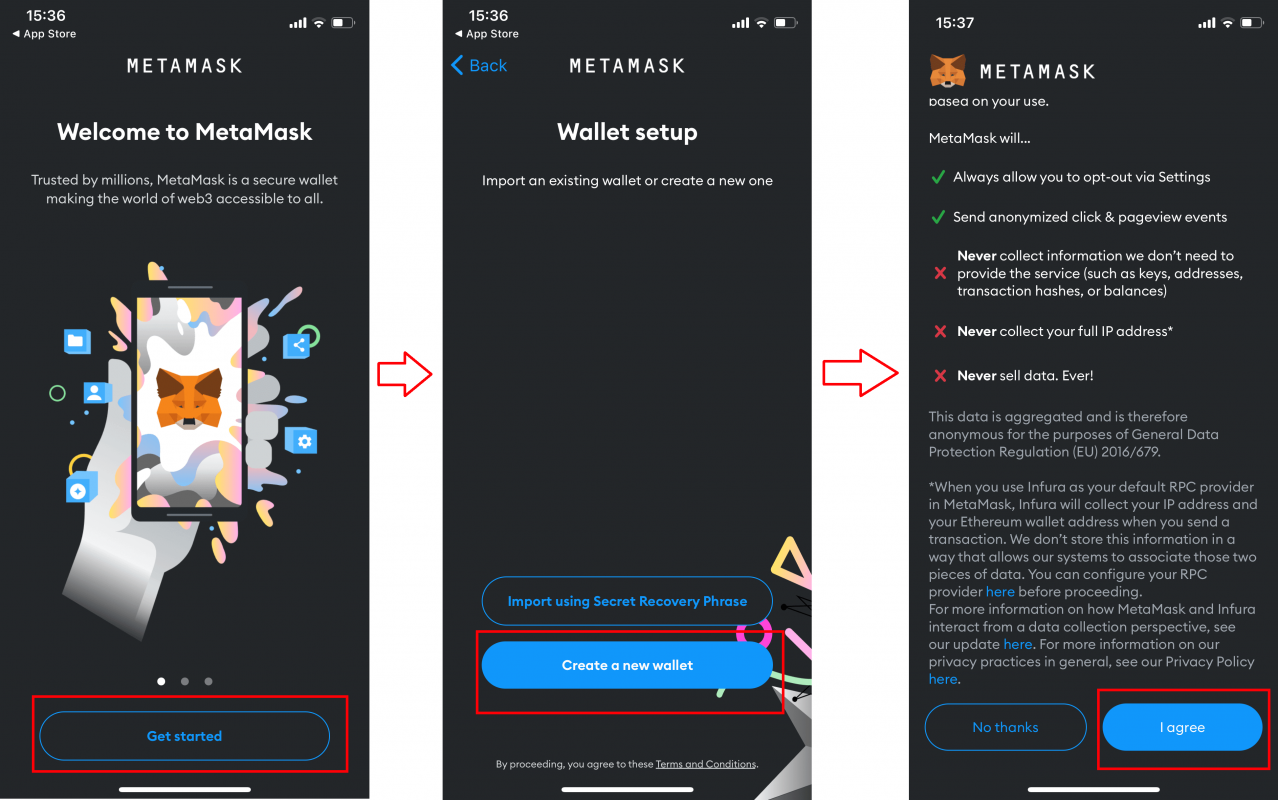 15:36
◀ App Store
METAMASK
Welcome to MetaMask
Trusted by millions, MetaMask is a secure wallet
making the world of web3 accessible to all.
Get started
15:36
◀ App Store
Back
METAMASK
Wallet setup
Import an existing wallet or create a new one
Import using Secret Recovery Phrase
Create a new wallet
By proceeding, you agree to these Terms and Conditions.
15:37
METAMASK
based on your use.
MetaMask will...
Always allow you to opt-out via Settings
Send anonymized click & pageview events
Never collect information we don’t need to
provide the service (such as keys, addresses,
transaction hashes, or balances)
Never collect your full IP address*
Never sell data. Ever!
This data is aggregated and is therefore
anonymous for the purposes of General Data
Protection Regulation (EU) 2016/679.
*When you use Infura as your default RPC provider
in MetaMask, Infura will collect your IP address and
your Ethereum wallet address when you send a
transaction. We don’t store this information in a
way that allows our systems to associate those two
pieces of data. You can configure your RPC
provider here before proceeding.
For more information on how MetaMask and Infura
interact from a data collection perspective, see
our update here. For more information on our
privacy practices in general, see our Privacy Policy
here.
No thanks
I agree